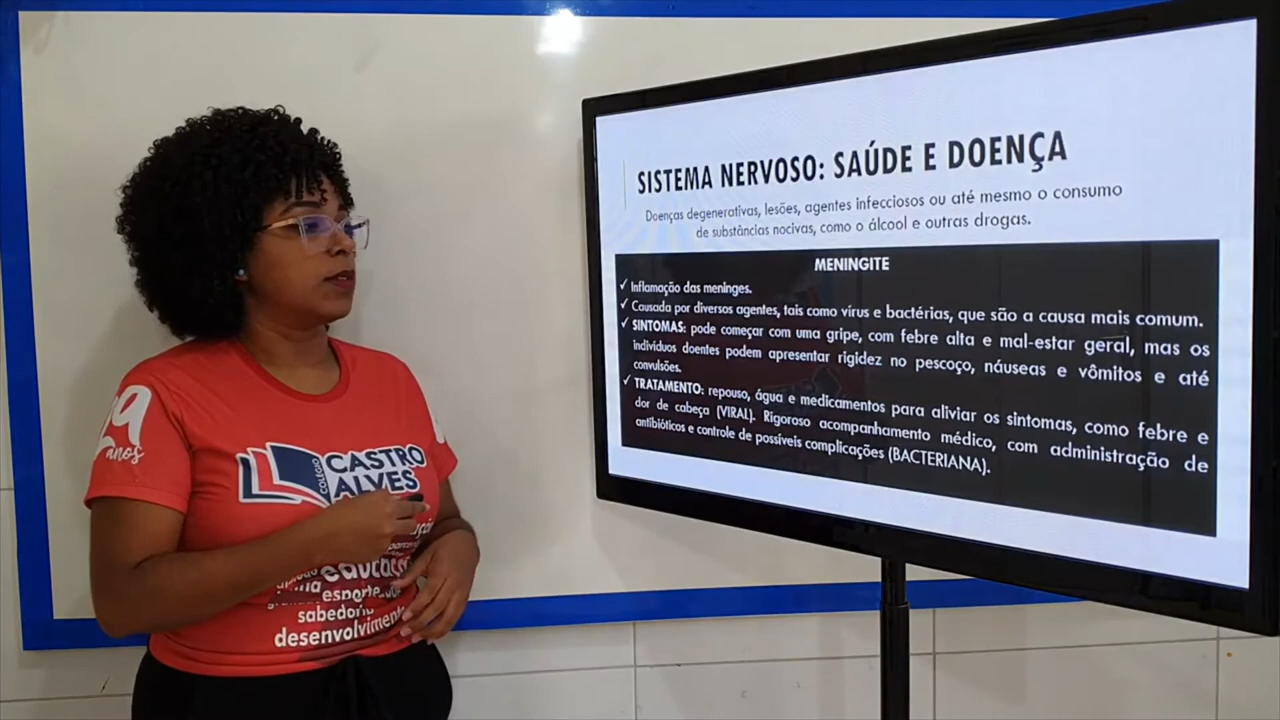 SISTEMA NERVOSO: SAÚDE E DOENÇA
Doenças degenerativas, lesões, agentes infecciosos ou até mesmo o consumo
de substâncias nocivas, como o álcool e outras drogas.
MENINGITE
✓ Inflamação das meninges.
✓ Causada por diversos agentes, tais como vírus e bactérias, que são a causa mais comum.
✓ SINTOMAS: pode começar com uma gripe, com febre alta e mal-estar geral, mas os
indivíduos doentes podem apresentar rigidez no pescoço, náuseas e vômitos e até
convulsões.
✓ TRATAMENTO: repouso, água e medicamentos para aliviar os sintomas, como febre e
dor de cabeça (VIRAL). Rigoroso acompanhamento médico, com administração de
antibióticos e controle de possíveis complicações (BACTERIANA).
29
anos
COLÉGIO
CASTRO
ALVES
esporte
sabedoria
desenvolvimento